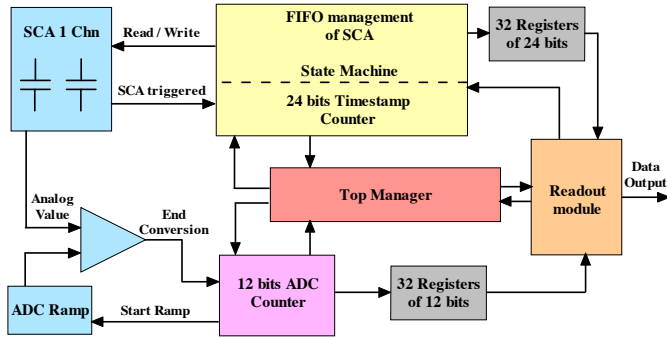 SCA 1 Chn
Read / Write
SCA triggered
FIFO management
of SCA
State Machine
24 bits Timestamp
Counter
32 Registers
of 24 bits
Analog
Value
End
Conversion
Top Manager
Readout
module
Data
Output
ADC Ramp
Start Ramp
12 bits ADC
Counter
32 Registers
of 12 bits